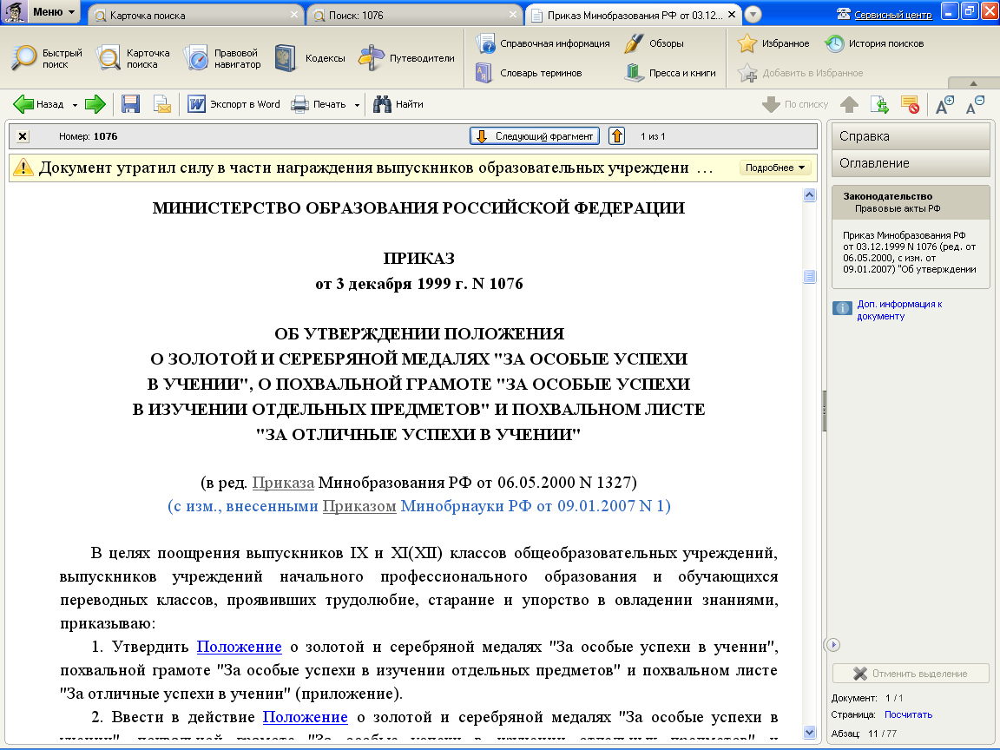 Меню
Карточка поиска
Поиск: 1076
Приказ Минобразования РФ от 03.12...
Сервисный центр
Быстрый поиск
Карточка поиска
Правовой навигатор
Кодексы
Путеводители
Справочная информация
Словарь терминов
Обзоры
Пресса и книги
Избранное
История поисков
Добавить в Избранное
Назад
Экспорт в Word
Печать
Найти
По списку
Номер: 1076
Следующий фрагмент
1 из 1
Документ утратил силу в части награждения выпускников образовательных учреждени ...
Подробнее
МИНИСТЕРСТВО ОБРАЗОВАНИЯ РОССИЙСКОЙ ФЕДЕРАЦИИ
ПРИКАЗ
от 3 декабря 1999 г. N 1076
ОБ УТВЕРЖДЕНИИ ПОЛОЖЕНИЯ
О ЗОЛОТОЙ И СЕРЕБРЯНОЙ МЕДАЛЯХ "ЗА ОСОБЫЕ УСПЕХИ
В УЧЕНИИ", О ПОХВАЛЬНОЙ ГРАМОТЕ "ЗА ОСОБЫЕ УСПЕХИ
В ИЗУЧЕНИИ ОТДЕЛЬНЫХ ПРЕДМЕТОВ" И ПОХВАЛЬНОМ ЛИСТЕ
"ЗА ОТЛИЧНЫЕ УСПЕХИ В УЧЕНИИ"
(в ред. Приказа Минобразования РФ от 06.05.2000 N 1327)
(с изм., внесенными Приказом Минобрнауки РФ от 09.01.2007 N 1)
В целях поощрения выпускников IX и XI(XII) классов общеобразовательных учреждений,
выпускников учреждений начального профессионального образования и обучающихся
переводных классов, проявивших трудолюбие, старание и упорство в овладении знаниями,
приказываю:
1. Утвердить Положение о золотой и серебряной медалях "За особые успехи в учении",
похвальной грамоте "За особые успехи в изучении отдельных предметов" и похвальном листе
"За отличные успехи в учении" (приложение).
2. Ввести в действие Положение о золотой и серебряной медалях "За особые успехи в
учении", похвальной грамоте "За особые успехи в изучении отдельных предметов" и
Справка
Оглавление
Законодательство
Правовые акты РФ
Приказ Минобразования РФ
от 03.12.1999 N 1076 (ред. от
06.05.2000, с изм. от
09.01.2007) "Об утверждении
Доп. информация к
документу
Отменить выделение
Документ: 1 / 1
Страница: Посчитать
Абзац: 11 / 77